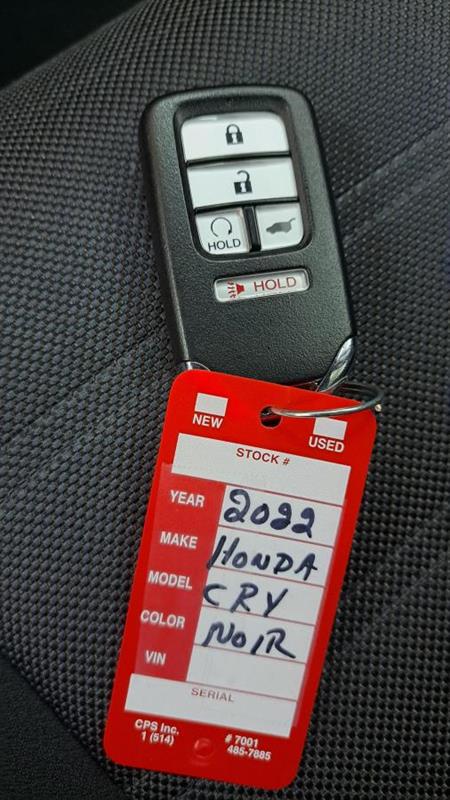 HOLD
HOLD
NEW USED
STOCK #
YEAR 2022
MAKE HONDA
MODEL CRV
COLOR NOIR
VIN
SERIAL
CPS Inc. # 7001
1 (514) 485-7885